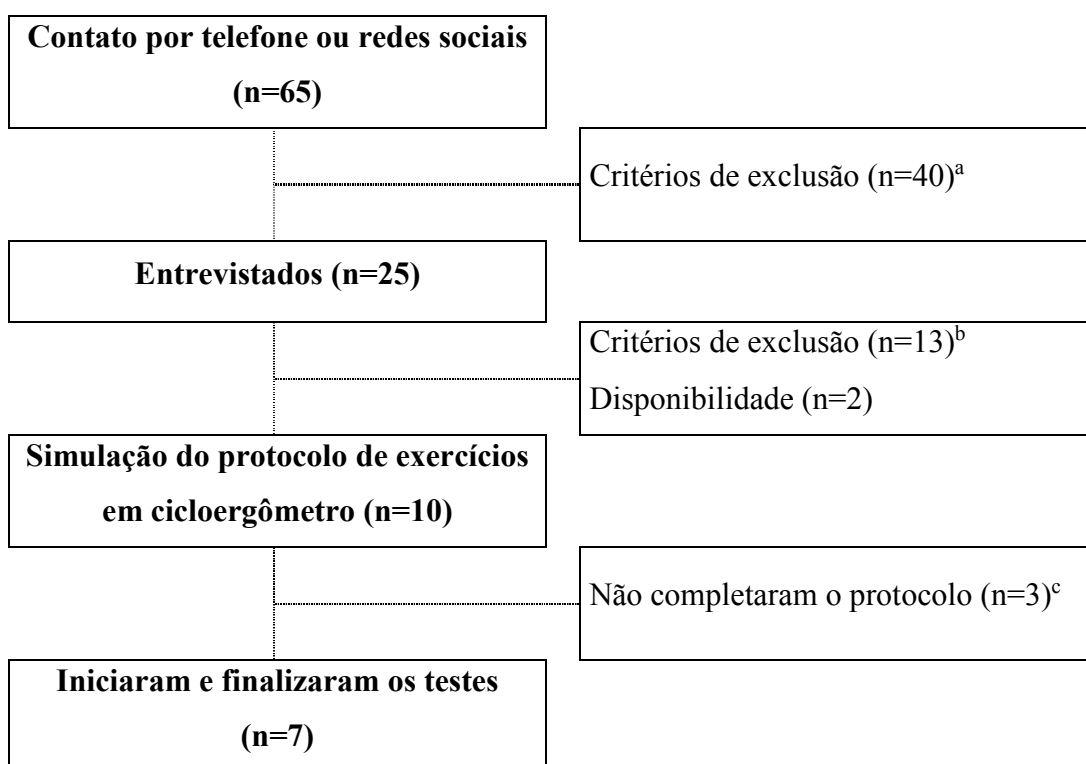 Contato por telefone ou redes sociais
(n=65)
Critérios de exclusão (n=40)ᵃ
Entrevistados (n=25)
Critérios de exclusão (n=13)ᵇ
Disponibilidade (n=2)
Simulação do protocolo de exercícios
em cicloergômetro (n=10)
Não completaram o protocolo (n=3)ᶜ
Iniciaram e finalizaram os testes
(n=7)